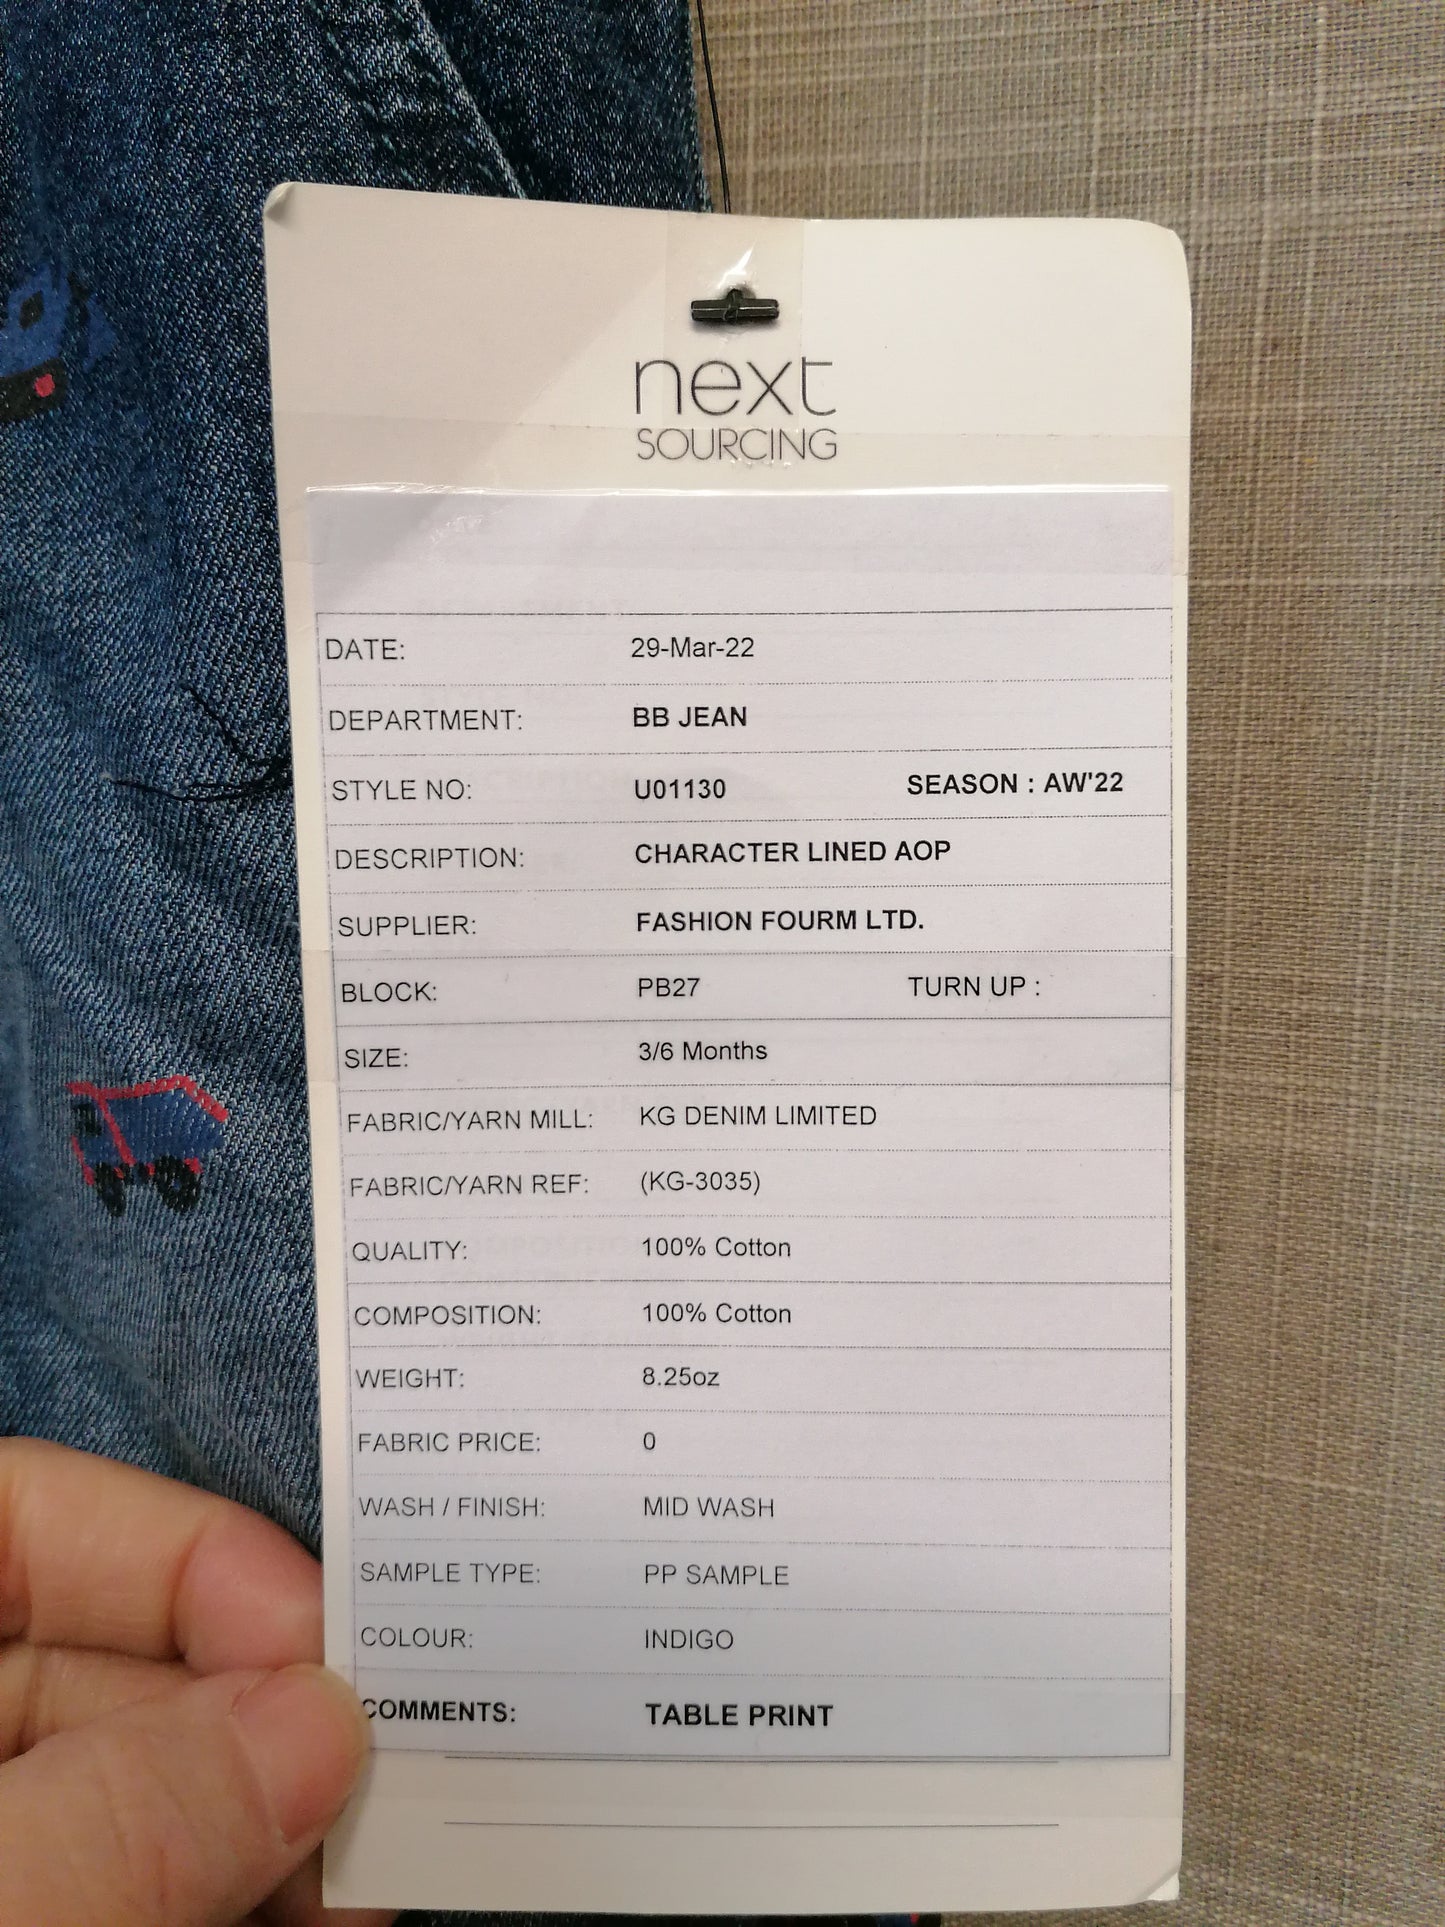 next
SOURCING
DATE: 29-Mar-22
DEPARTMENT: BB JEAN
STYLE NO: U01130 SEASON : AW'22
DESCRIPTION: CHARACTER LINED AOP
SUPPLIER: FASHION FOURM LTD.
BLOCK: PB27 TURN UP :
SIZE: 3/6 Months
FABRIC/YARN MILL: KG DENIM LIMITED
FABRIC/YARN REF: (KG-3035)
QUALITY: 100% Cotton
COMPOSITION: 100% Cotton
WEIGHT: 8.25oz
FABRIC PRICE: 0
WASH / FINISH: MID WASH
SAMPLE TYPE: PP SAMPLE
COLOUR: INDIGO
COMMENTS: TABLE PRINT